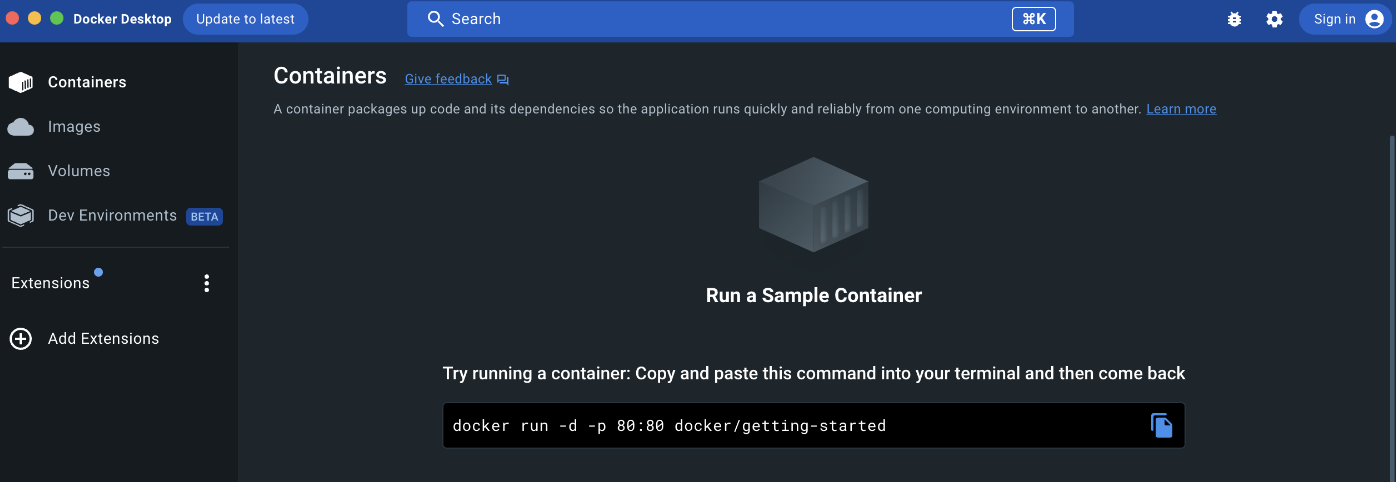 Docker Desktop
Update to latest
Search
⌘K
Sign in
Containers
Images
Volumes
Dev Environments BETA
Extensions
Add Extensions
Containers
Give feedback
A container packages up code and its dependencies so the application runs quickly and reliably from one computing environment to another. Learn more
Run a Sample Container
Try running a container: Copy and paste this command into your terminal and then come back
docker run -d -p 80:80 docker/getting-started